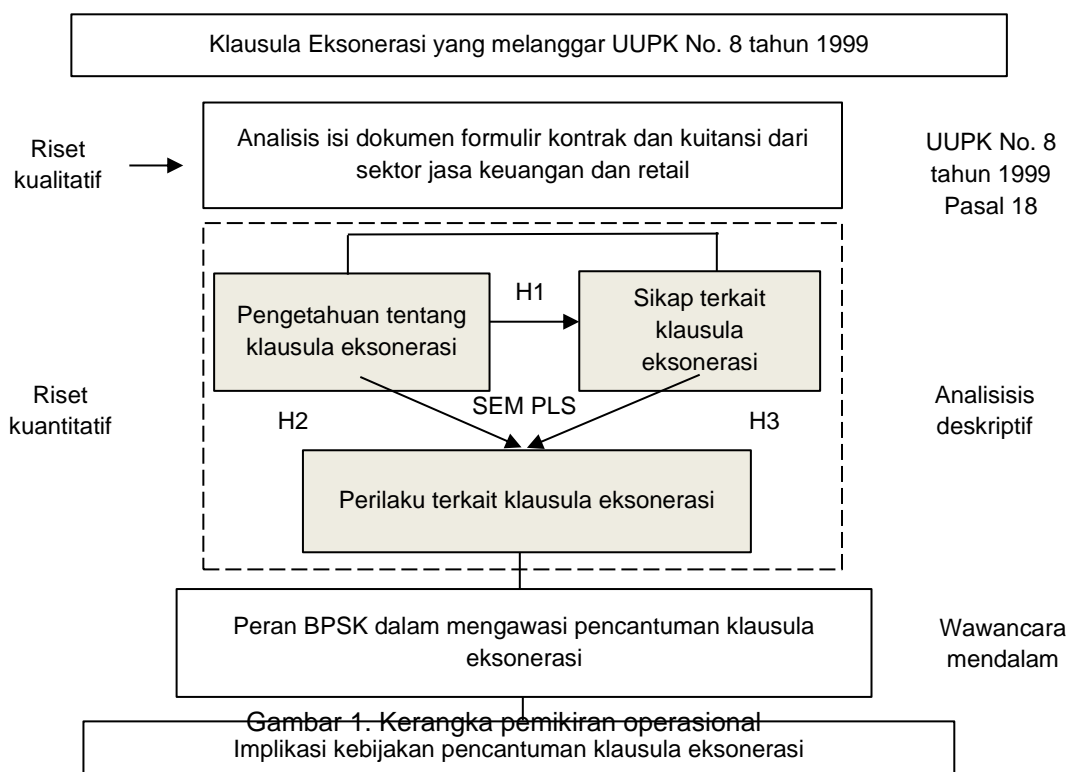 Klausula Eksonerasi yang melanggar UUPK No. 8 tahun 1999
Riset
kualitatif
Analisis isi dokumen formulir kontrak dan kuitansi dari
sektor jasa keuangan dan retail
UUPK No. 8
tahun 1999
Pasal 18
Pengetahuan tentang
klausula eksonerasi
H1
Sikap terkait
klausula
eksonerasi
Riset
kuantitatif
H2
SEM PLS
H3
Analisisis
deskriptif
Perilaku terkait klausula eksonerasi
Peran BPSK dalam mengawasi pencantuman klausula
eksonerasi
Wawancara
mendalam
Gambar 1. Kerangka pemikiran operasional
Implikasi kebijakan pencantuman klausula eksonerasi